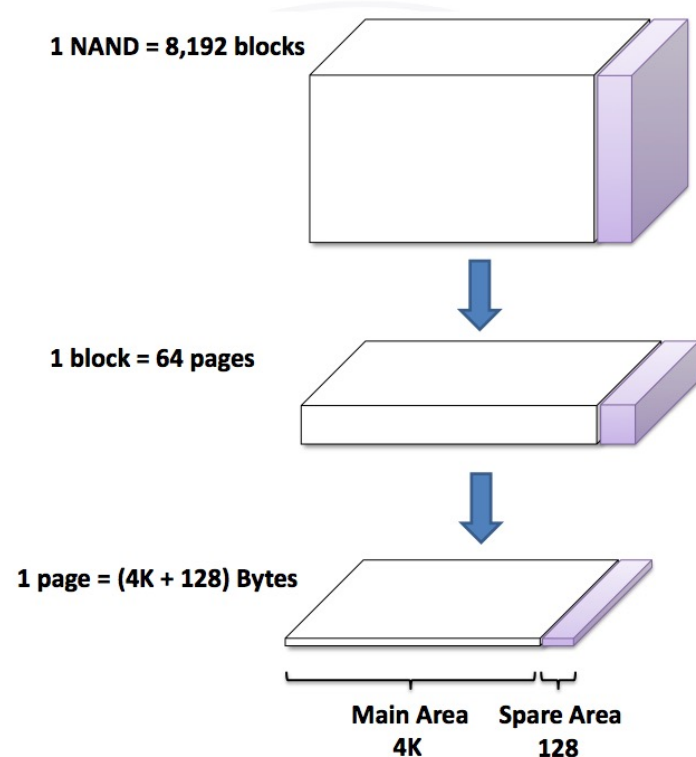 1 NAND = 8,192 blocks
1 block = 64 pages
1 page = (4K + 128) Bytes
Main Area
4K
Spare Area
128